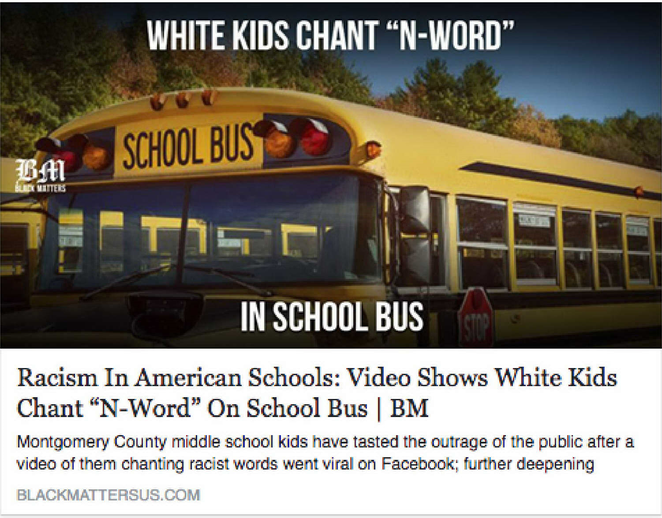 WHITE KIDS CHANT “N-WORD”
SCHOOL BUS
BM
BLACK MATTERS
IN SCHOOL BUS
STOP
Racism In American Schools: Video Shows White Kids
Chant “N-Word” On School Bus | BM
Montgomery County middle school kids have tasted the outrage of the public after a
video of them chanting racist words went viral on Facebook; further deepening
BLACKMATTERSUS.COM